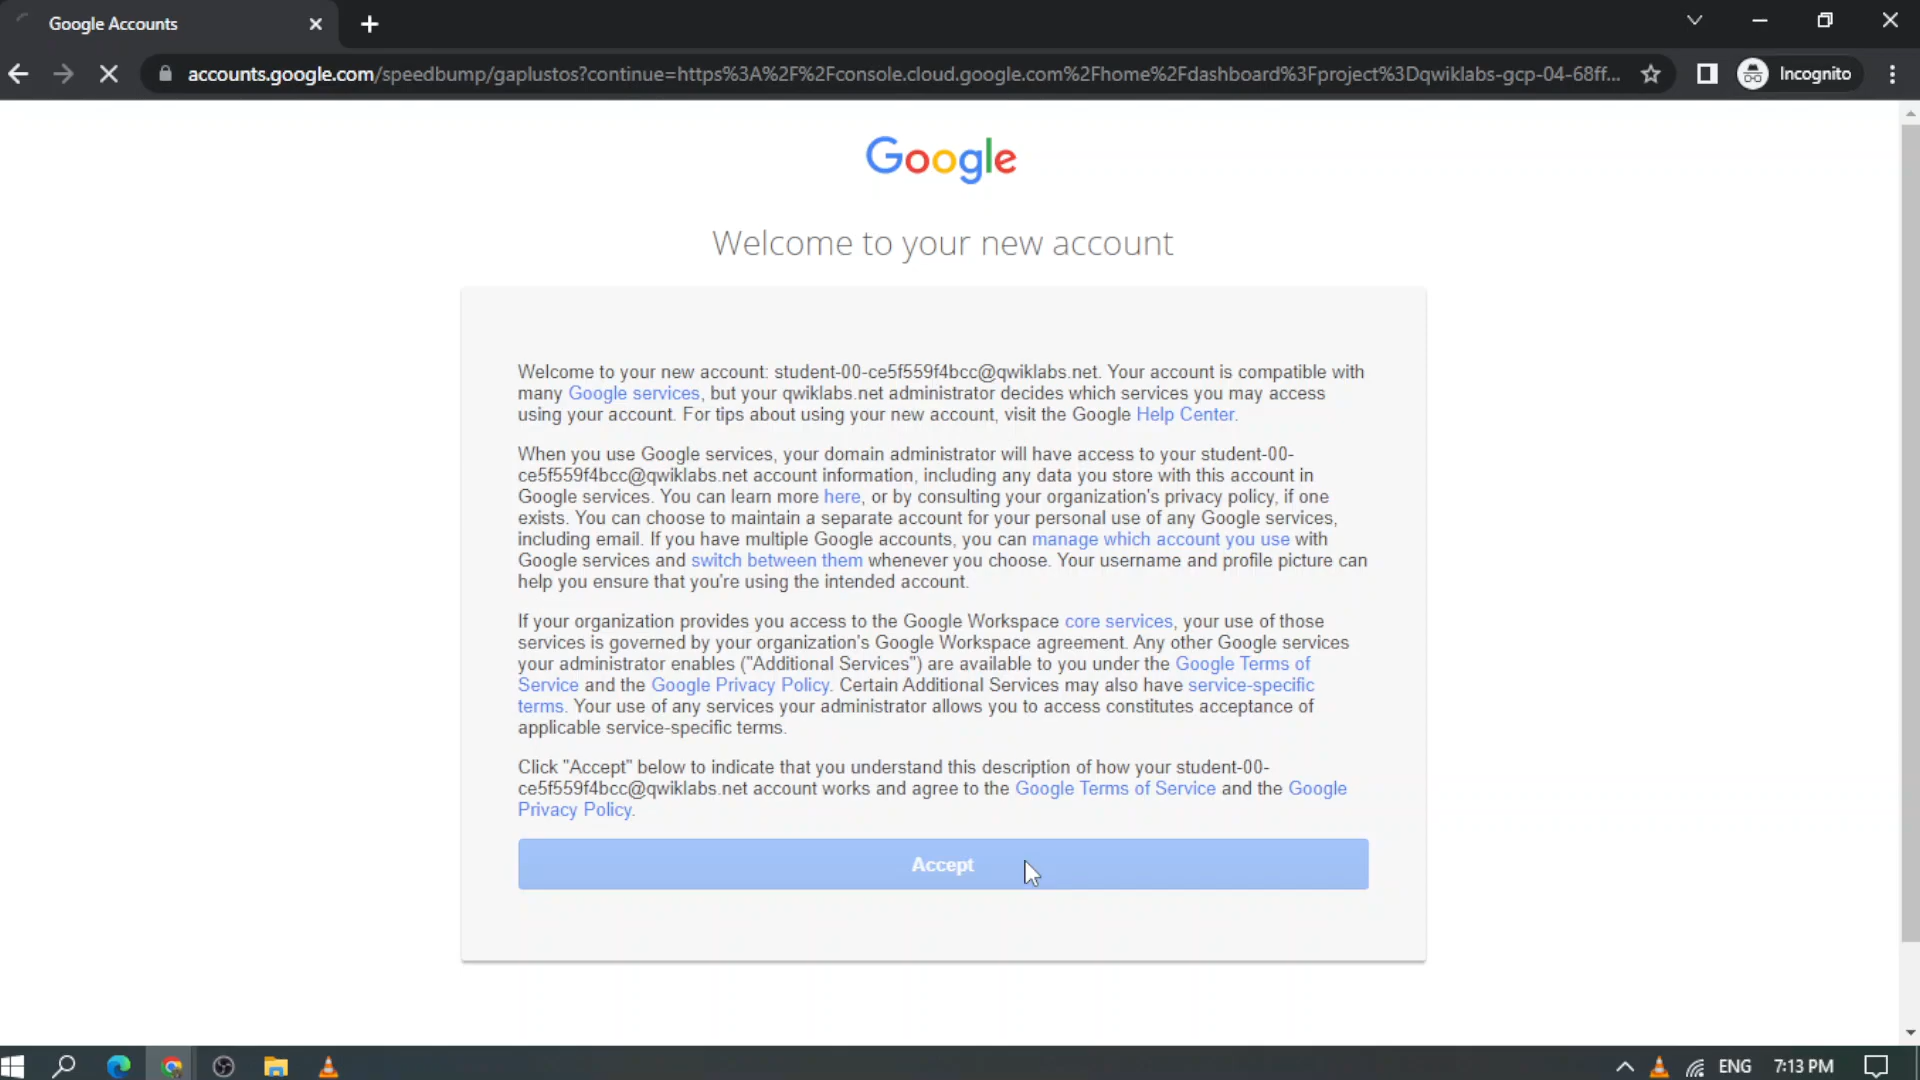 Google Accounts
accounts.google.com/speedbump/gaplustos?continue=https%3A%2F%2Fconsole.cloud.google.com%2Fhome%2Fdashboard%3Fproject%3Dqwiklabs-gcp-04-68ff...
Incognito
Google
Welcome to your new account
Welcome to your new account: student-00-ce5f559f4bcc@qwiklabs.net. Your account is compatible with
many Google services, but your qwiklabs.net administrator decides which services you may access
using your account. For tips about using your new account, visit the Google Help Center.
When you use Google services, your domain administrator will have access to your student-00-
ce5f559f4bcc@qwiklabs.net account information, including any data you store with this account in
Google services. You can learn more here, or by consulting your organization's privacy policy, if one
exists. You can choose to maintain a separate account for your personal use of any Google services,
including email. If you have multiple Google accounts, you can manage which account you use with
Google services and switch between them whenever you choose. Your username and profile picture can
help you ensure that you're using the intended account.
If your organization provides you access to the Google Workspace core services, your use of those
services is governed by your organization's Google Workspace agreement. Any other Google services
your administrator enables ("Additional Services") are available to you under the Google Terms of
Service and the Google Privacy Policy. Certain Additional Services may also have service-specific
terms. Your use of any services your administrator allows you to access constitutes acceptance of
applicable service-specific terms.
Click "Accept" below to indicate that you understand this description of how your student-00-
ce5f559f4bcc@qwiklabs.net account works and agree to the Google Terms of Service and the Google
Privacy Policy.
Accept
ENG
7:13 PM